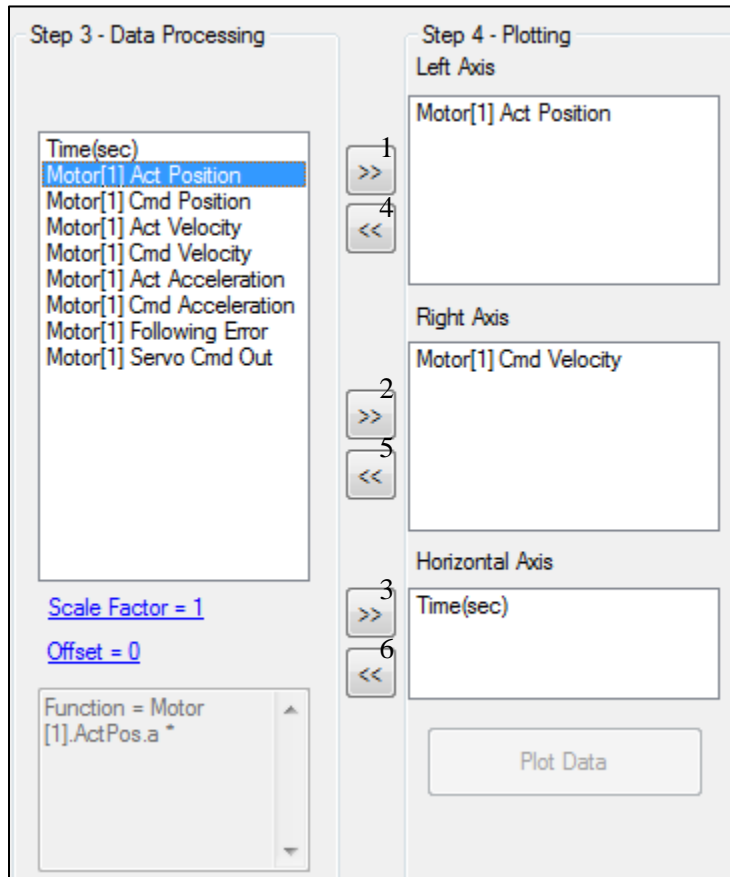 Step 3 - Data Processing
Time(sec)
Motor[1] Act Position
Motor[1] Cmd Position
Motor[1] Act Velocity
Motor[1] Cmd Velocity
Motor[1] Act Acceleration
Motor[1] Cmd Acceleration
Motor[1] Following Error
Motor[1] Servo Cmd Out
Scale Factor = 1
Offset = 0
Function = Motor
[1].ActPos.a *
1
>>
4
<<
2
>>
5
<<
3
>>
6
<<
Step 4 - Plotting
Left Axis
Motor[1] Act Position
Right Axis
Motor[1] Cmd Velocity
Horizontal Axis
Time(sec)
Plot Data